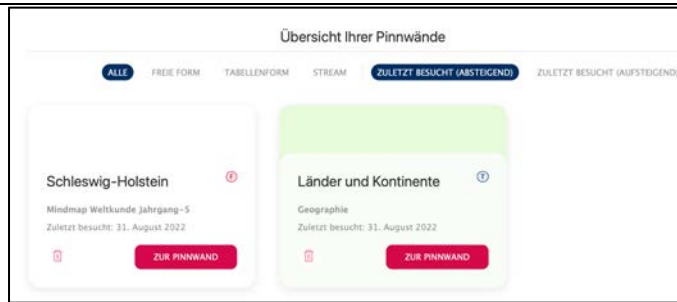 Übersicht Ihrer Pinnwände
ALLE FREIE FORM TABELLENFORM STREAM ZULETZT BESUCHT (ABSTEIGEND) ZULETZT BESUCHT (AUFSTEIGEND)
Schleswig-Holstein F
Mindmap Weltkunde Jahrgang-5
Zuletzt besucht: 31. August 2022
ZUR PINNWAND
Länder und Kontinente T
Geographie
Zuletzt besucht: 31. August 2022
ZUR PINNWAND